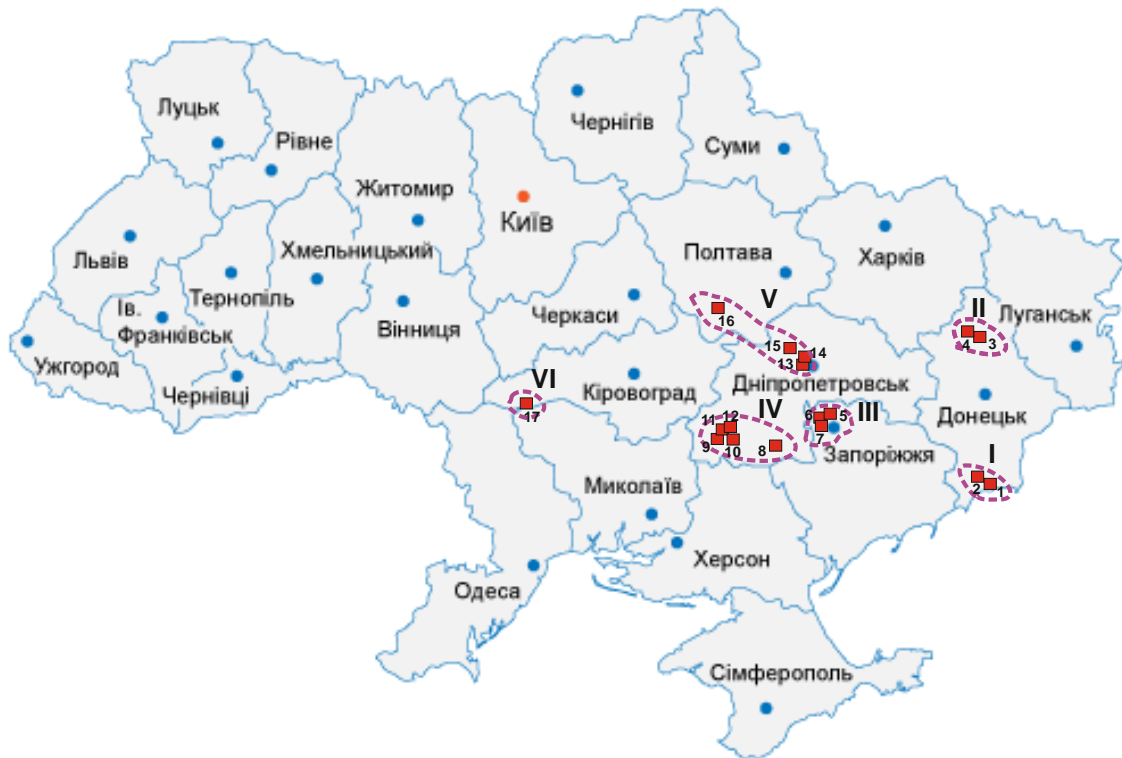 Луцьк
Рівне
Чернігів
Суми
Житомир
Київ
Львів
Тернопіль
Хмельницький
Полтава
Харків
Ів.
Франківськ
Вінниця
Черкаси
V
16
15
14
13
II
4
3
Луганськ
Ужгород
Чернівці
VI
17
Кіровоград
Дніпропетровськ
Донецьк
IV
11
12
9
10
8
III
6
5
7
Запоріжжя
I
2
1
Миколаїв
Херсон
Одеса
Сімферополь